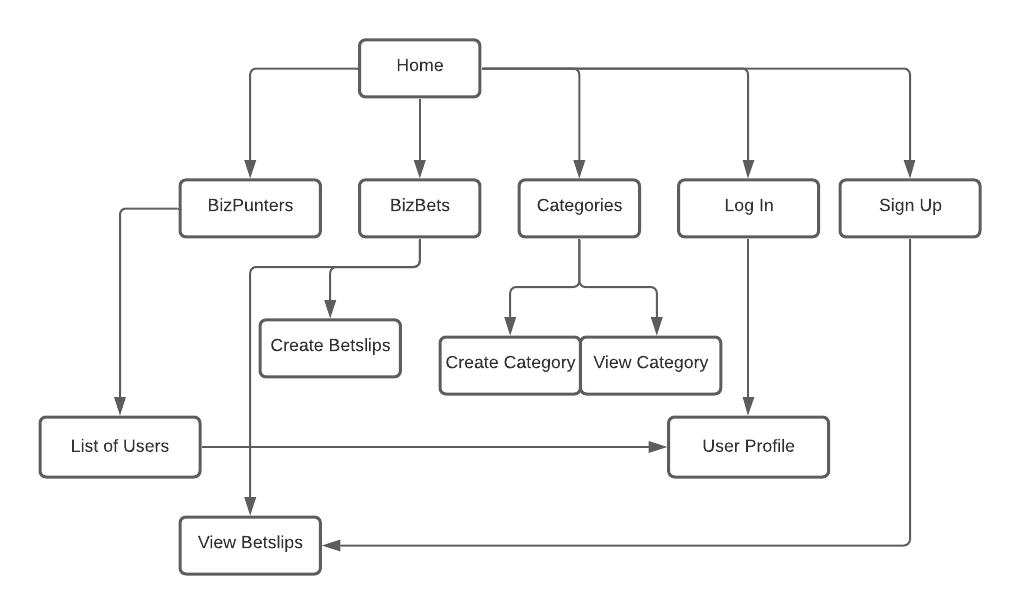 Home
BizPunters
BizBets
Categories
Log In
Sign Up
Create Betslips
Create Category
View Category
List of Users
User Profile
View Betslips